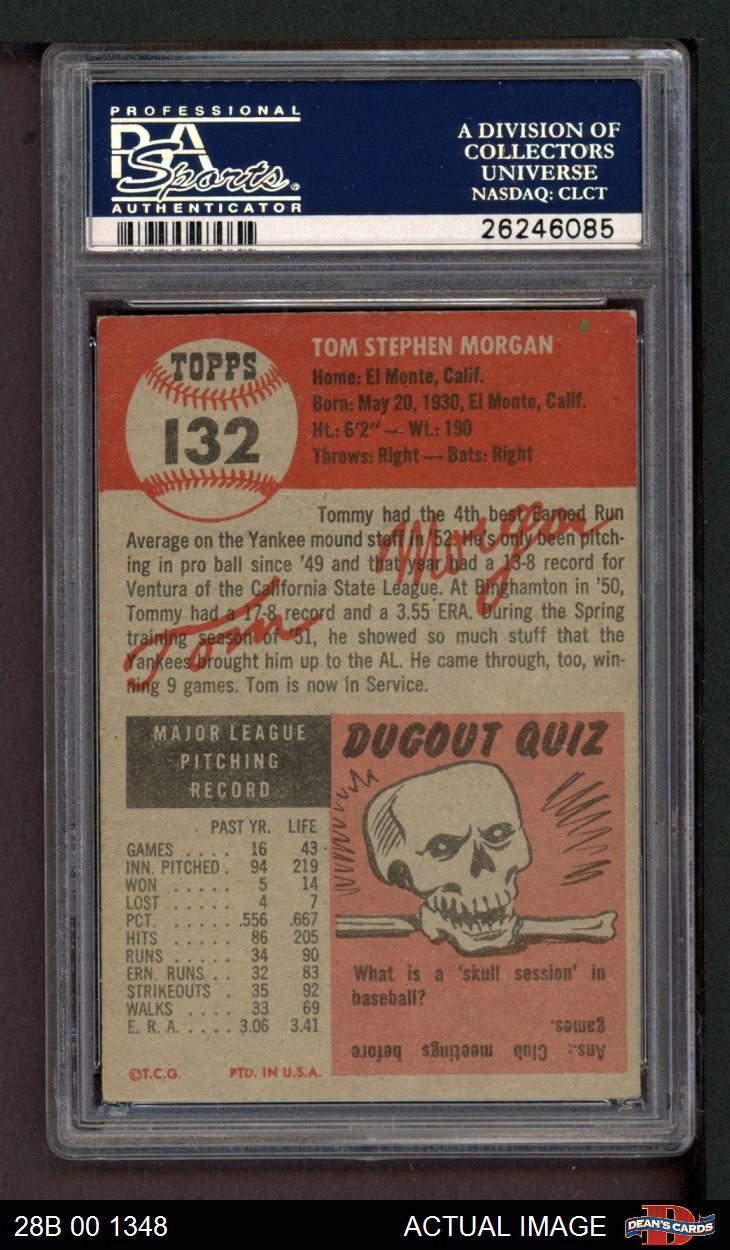 PROFESSIONAL
PSA
Sports®
AUTHENTICATOR
A DIVISION OF
COLLECTORS
UNIVERSE
NASDAQ: CLCT
26246085
TOPPS
132
TOM STEPHEN MORGAN
Home: El Monte, Calif.
Born: May 20, 1930, El Monte, Calif.
Ht.: 6'2" — Wt.: 190
Throws: Right — Bats: Right
Tommy had the 4th best Earned Run
Average on the Yankee mound staff in '52. He's only been pitch-
ing in pro ball since '49 and that year had a 13-8 record for
Ventura of the California State League. At Binghamton in '50,
Tommy had a 17-8 record and a 3.55 ERA. During the Spring
training season of '51, he showed so much stuff that the
Yankees brought him up to the AL. He came through, too, win-
ning 9 games. Tom is now in Service.
Tom Morgan
MAJOR LEAGUE
PITCHING
RECORD
PAST YR. LIFE
GAMES .... 16 43
INN. PITCHED . 94 219
WON ..... 5 14
LOST ..... 4 7
PCT. ..... .556 .667
HITS ..... 86 205
RUNS ..... 34 90
ERN. RUNS .. 32 83
STRIKEOUTS . 35 92
WALKS .... 33 69
E. R. A. .... 3.06 3.41
©T.C.G. PTD. IN U.S.A.
DUGOUT QUIZ
What is a 'skull session' in
baseball?
Ans.: Club meetings before
games.
28B 00 1348
ACTUAL IMAGE
DEAN'S CARDS